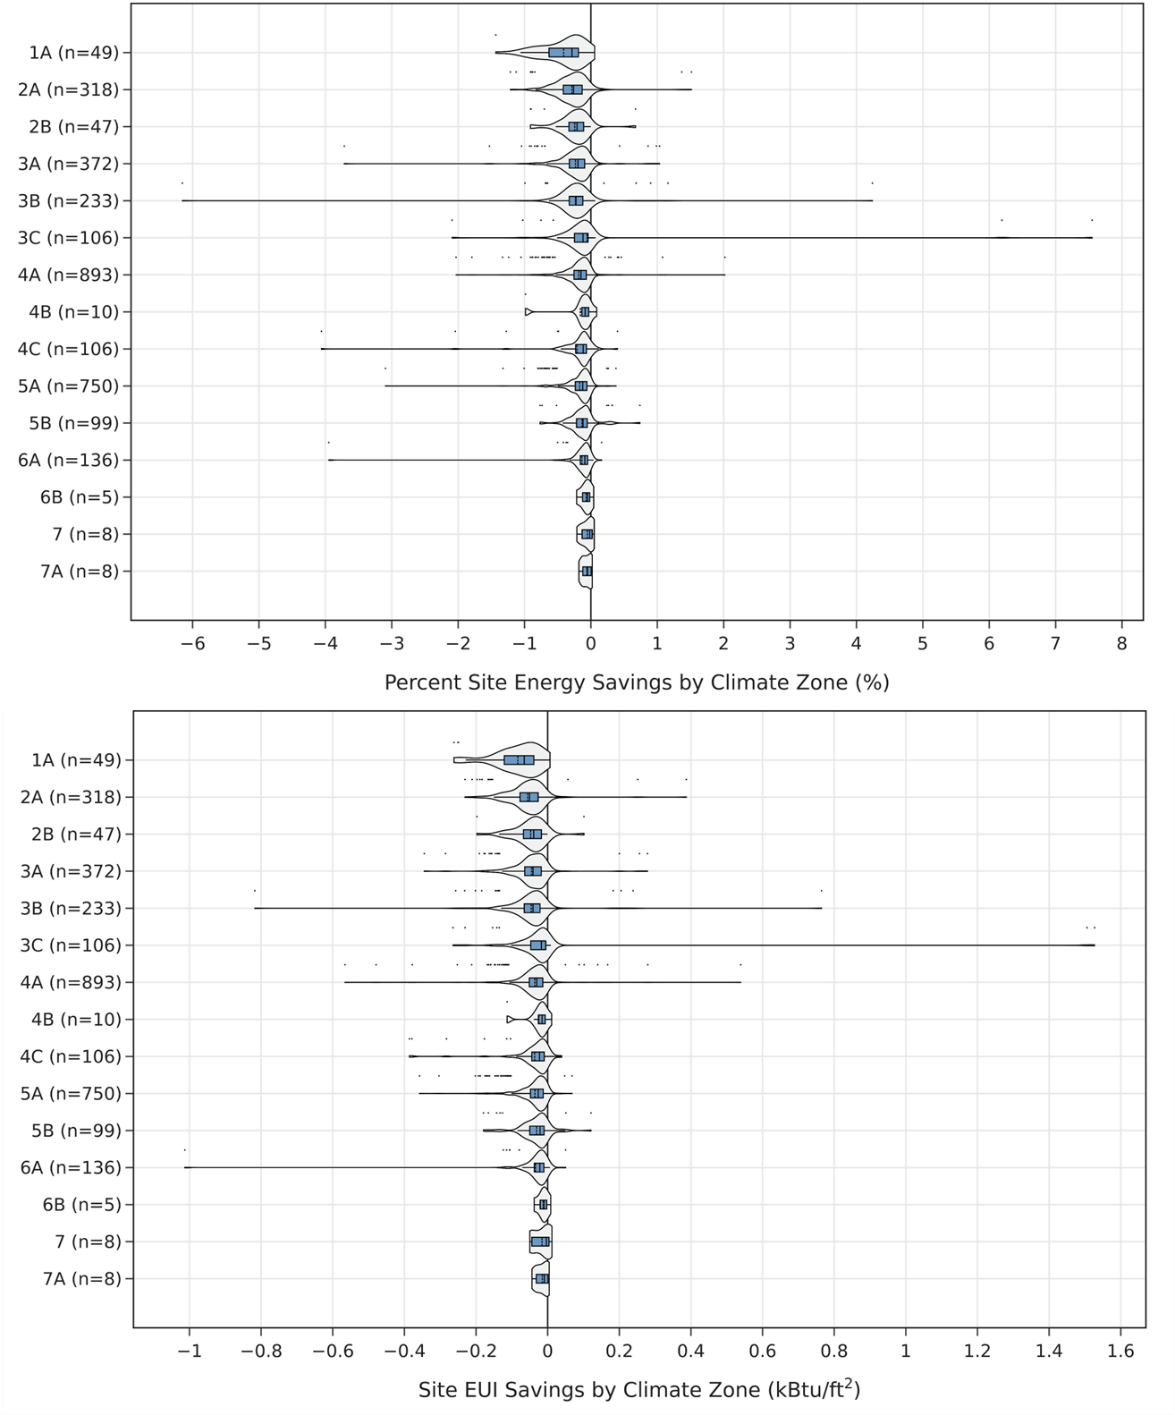 1A (n=49)
2A (n=318)
2B (n=47)
3A (n=372)
3B (n=233)
3C (n=106)
4A (n=893)
4B (n=10)
4C (n=106)
5A (n=750)
5B (n=99)
6A (n=136)
6B (n=5)
7 (n=8)
7A (n=8)
−6 −5 −4 −3 −2 −1 0 1 2 3 4 5 6 7 8
Percent Site Energy Savings by Climate Zone (%)
1A (n=49)
2A (n=318)
2B (n=47)
3A (n=372)
3B (n=233)
3C (n=106)
4A (n=893)
4B (n=10)
4C (n=106)
5A (n=750)
5B (n=99)
6A (n=136)
6B (n=5)
7 (n=8)
7A (n=8)
−1 −0.8 −0.6 −0.4 −0.2 0 0.2 0.4 0.6 0.8 1 1.2 1.4 1.6
Site EUI Savings by Climate Zone (kBtu/ft²)